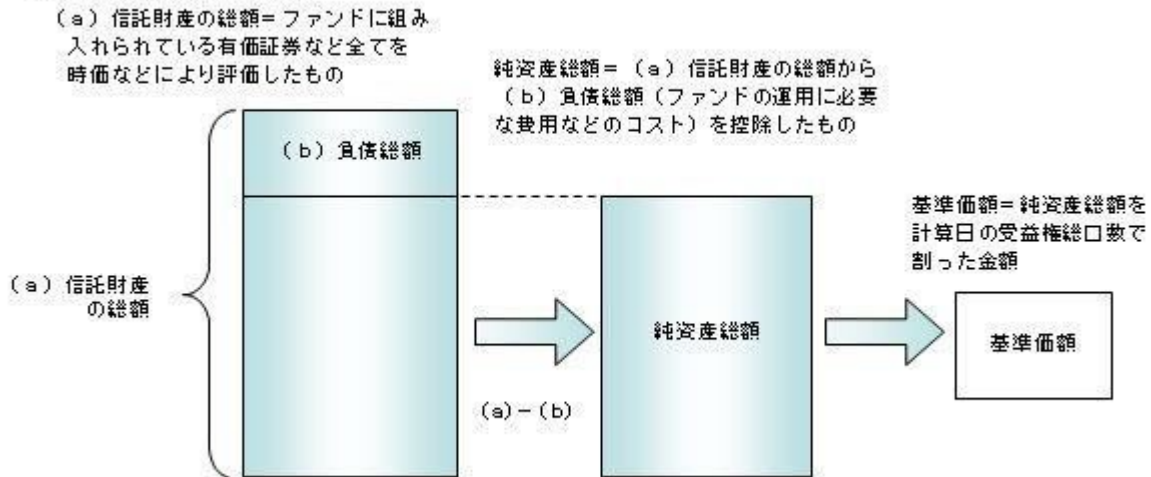 (a)信託財産の総額=ファンドに組み
入れられている有価証券など全てを
時価などにより評価したもの
純資産総額=(a)信託財産の総額から
(b)負債総額(ファンドの運用に必要
な費用などのコスト)を控除したもの
(b)負債総額
基準価額=純資産総額を
計算日の受益権総口数で
割った金額
(a)信託財産
の総額
純資産総額
基準価額
(a)-(b)